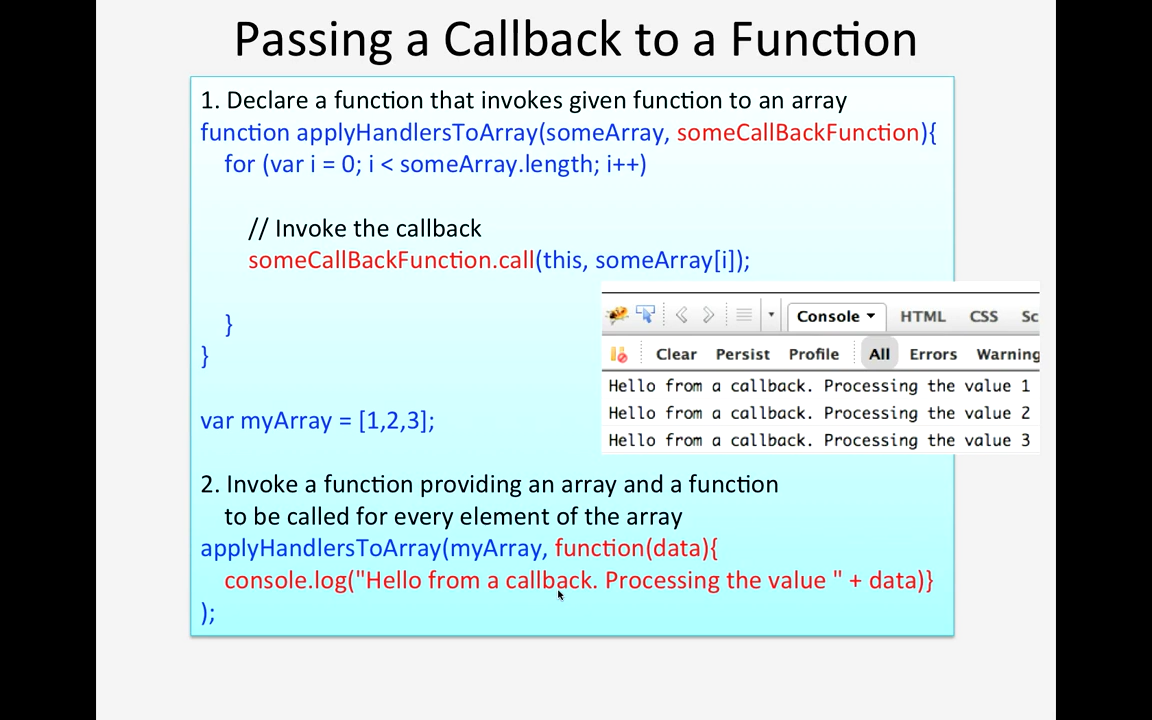 Passing a Callback to a Function
1. Declare a function that invokes given function to an array
function applyHandlersToArray(someArray, someCallBackFunction){
for (var i = 0; i < someArray.length; i++)
// Invoke the callback
someCallBackFunction.call(this, someArray[i]);
}
}
var myArray = [1,2,3];
Console HTML CSS Sc
Clear Persist Profile All Errors Warning
Hello from a callback. Processing the value 1
Hello from a callback. Processing the value 2
Hello from a callback. Processing the value 3
2. Invoke a function providing an array and a function
to be called for every element of the array
applyHandlersToArray(myArray, function(data){
console.log("Hello from a callback. Processing the value " + data)}
);